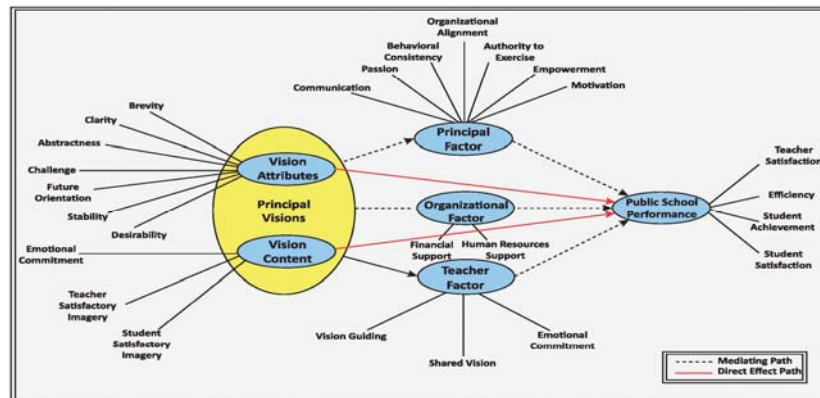 Organizational
Alignment
Behavioral
Consistency
Authority to
Exercise
Passion
Empowerment
Communication
Motivation
Brevity
Clarity
Abstractness
Challenge
Future
Orientation
Stability
Desirability
Vision
Attributes
Principal
Visions
Vision
Content
Emotional
Commitment
Teacher
Satisfactory
Imagery
Student
Satisfactory
Imagery
Principal
Factor
Organizational
Factor
Financial
Support
Human Resources
Support
Teacher
Factor
Vision Guiding
Shared Vision
Emotional
Commitment
Public School
Performance
Teacher
Satisfaction
Efficiency
Student
Achievement
Student
Satisfaction
Mediating Path
Direct Effect Path